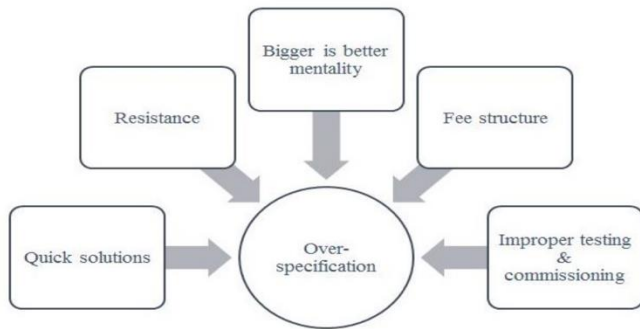 Bigger is better
mentality
Resistance
Fee structure
Quick solutions
Over-
specification
Improper testing
&
commissioning